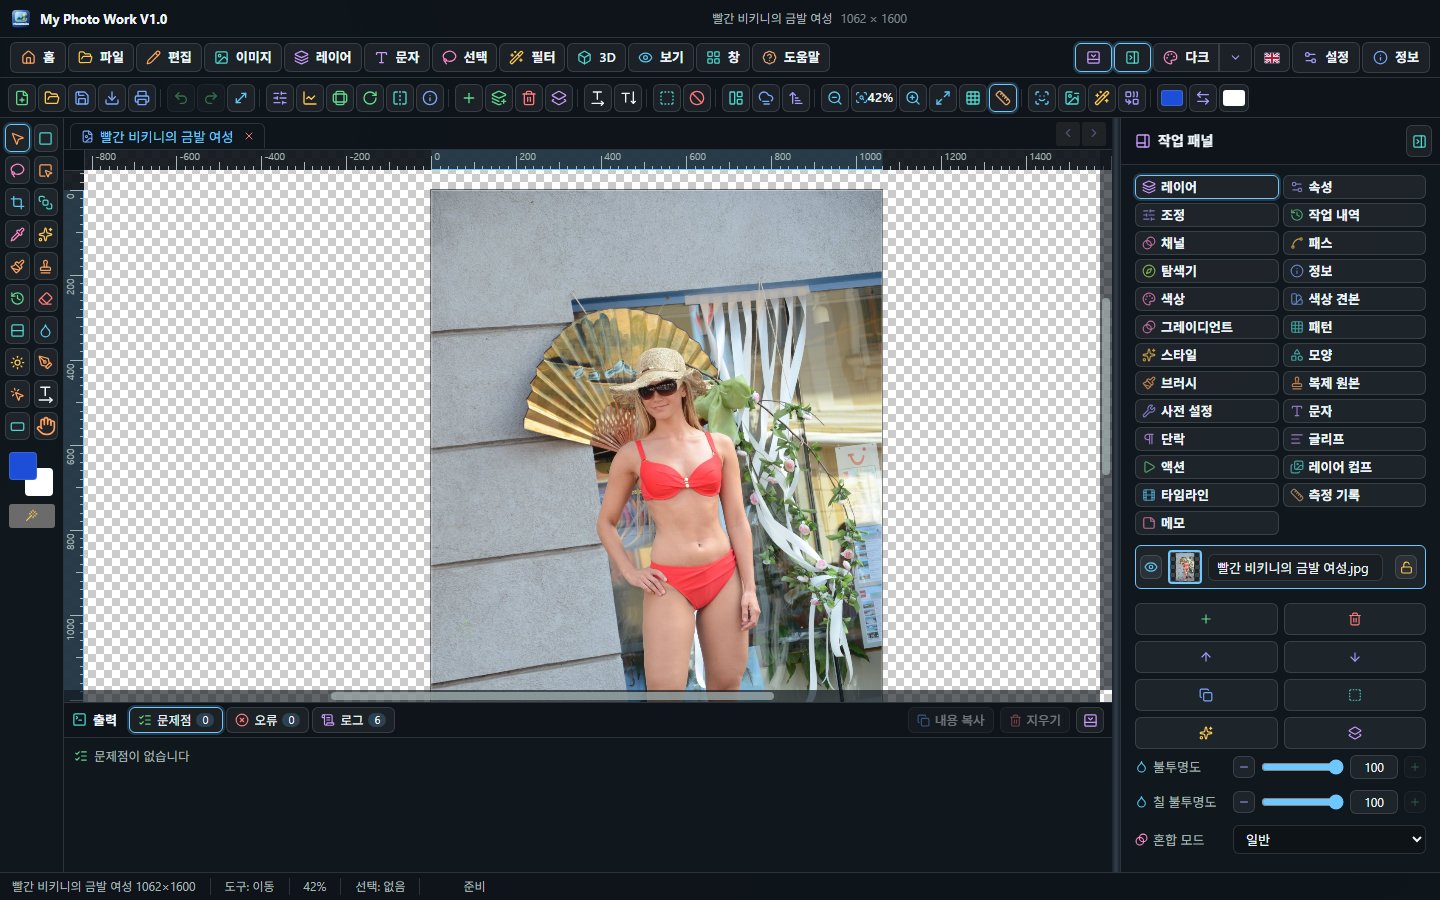 My Photo Work V1.0
빨간 비키니의 금발 여성 1062 × 1600
홈 파일 편집 이미지 레이어 문자 선택 필터 3D 보기 창 도움말 다크 설정 정보
42%
빨간 비키니의 금발 여성
-800 -600 -400 -200 0 200 400 600 800 1000 1200 1400
0
200
400
600
800
1000
작업 패널
레이어 속성
조정 작업 내역
채널 패스
탐색기 정보
색상 색상 견본
그레이디언트 패턴
스타일 모양
브러시 복제 원본
사전 설정 문자
단락 글리프
액션 레이어 컴프
타임라인 측정 기록
메모
빨간 비키니의 금발 여성.jpg
불투명도 100
칠 불투명도 100
혼합 모드 일반
출력 문제점 0 오류 0 로그 6 내용 복사 지우기
문제점이 없습니다
빨간 비키니의 금발 여성 1062×1600 도구: 이동 42% 선택: 없음 준비